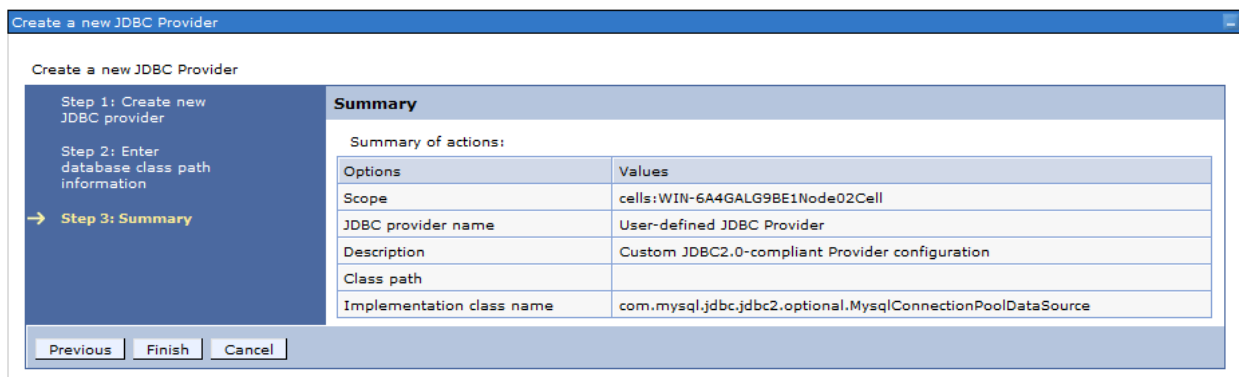 Create a new JDBC Provider
Create a new JDBC Provider
Step 1: Create new
JDBC provider
Step 2: Enter
database class path
information
Step 3: Summary
Summary
Summary of actions:
Options Values
Scope cells:WIN-6A4GALG9BE1Node02Cell
JDBC provider name User-defined JDBC Provider
Description Custom JDBC2.0-compliant Provider configuration
Class path
Implementation class name com.mysql.jdbc.jdbc2.optional.MysqlConnectionPoolDataSource
Previous Finish Cancel